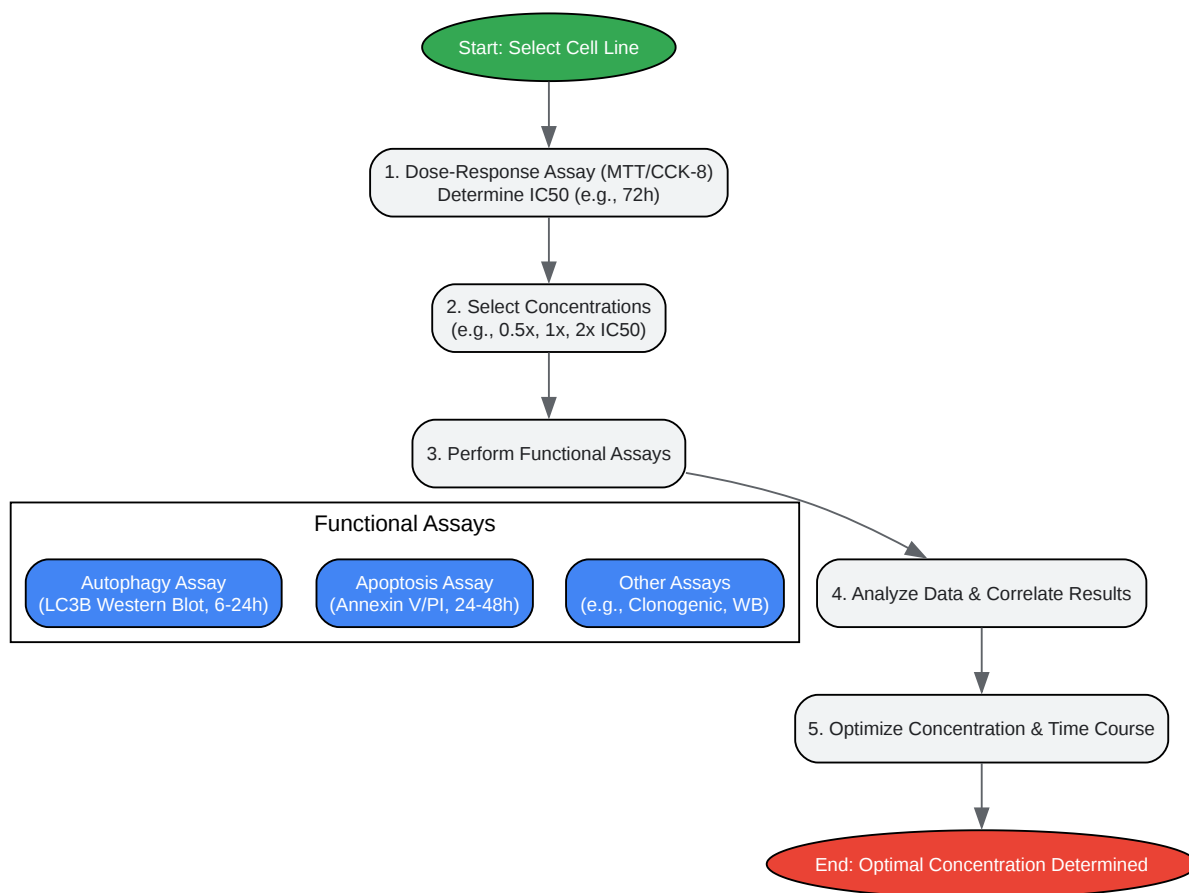 Start: Select Cell Line
1. Dose-Response Assay (MTT/CCK-8)
Determine IC50 (e.g., 72h)
2. Select Concentrations
(e.g., 0.5x, 1x, 2x IC50)
3. Perform Functional Assays
Functional Assays
Autophagy Assay
(LC3B Western Blot, 6-24h)
Apoptosis Assay
(Annexin V/PI, 24-48h)
Other Assays
(e.g., Clonogenic, WB)
4. Analyze Data & Correlate Results
5. Optimize Concentration & Time Course
End: Optimal Concentration Determined